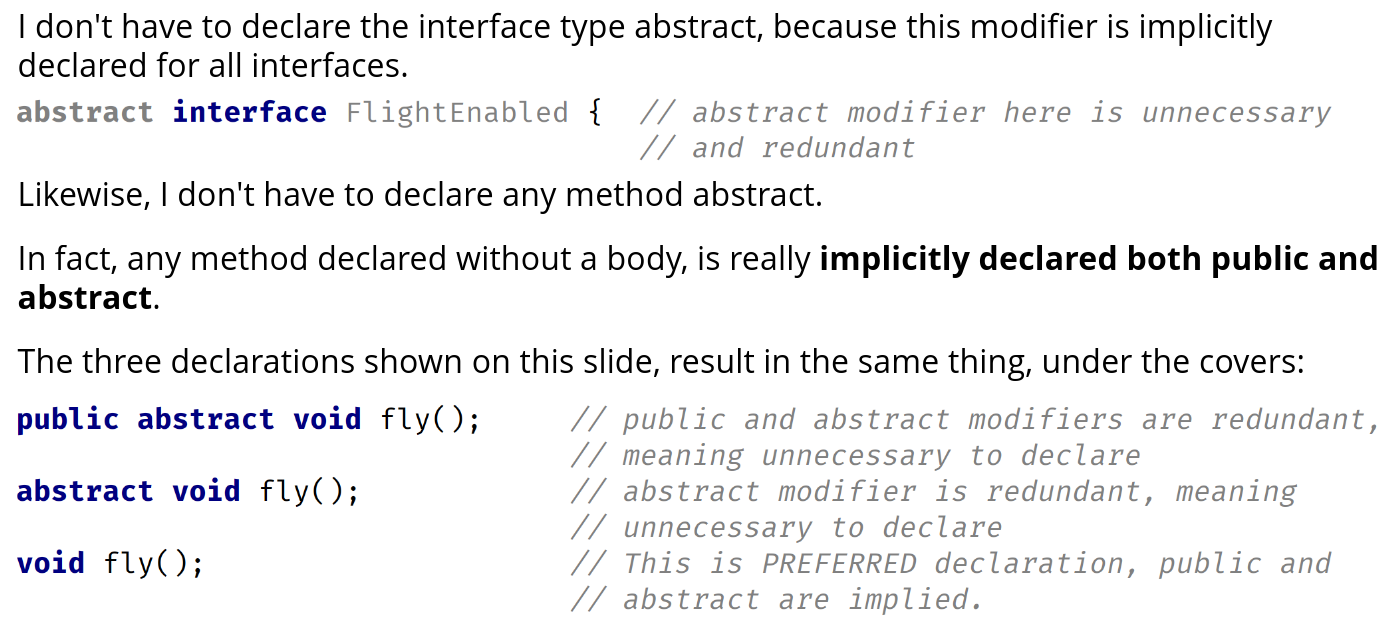 I don't have to declare the interface type abstract, because this modifier is implicitly
declared for all interfaces.
abstract interface FlightEnabled {  // abstract modifier here is unnecessary
// and redundant
Likewise, I don't have to declare any method abstract.
In fact, any method declared without a body, is really implicitly declared both public and
abstract.
The three declarations shown on this slide, result in the same thing, under the covers:
public abstract void fly();     // public and abstract modifiers are redundant,
// meaning unnecessary to declare
abstract void fly();            // abstract modifier is redundant, meaning
// unnecessary to declare
void fly();                     // This is PREFERRED declaration, public and
// abstract are implied.